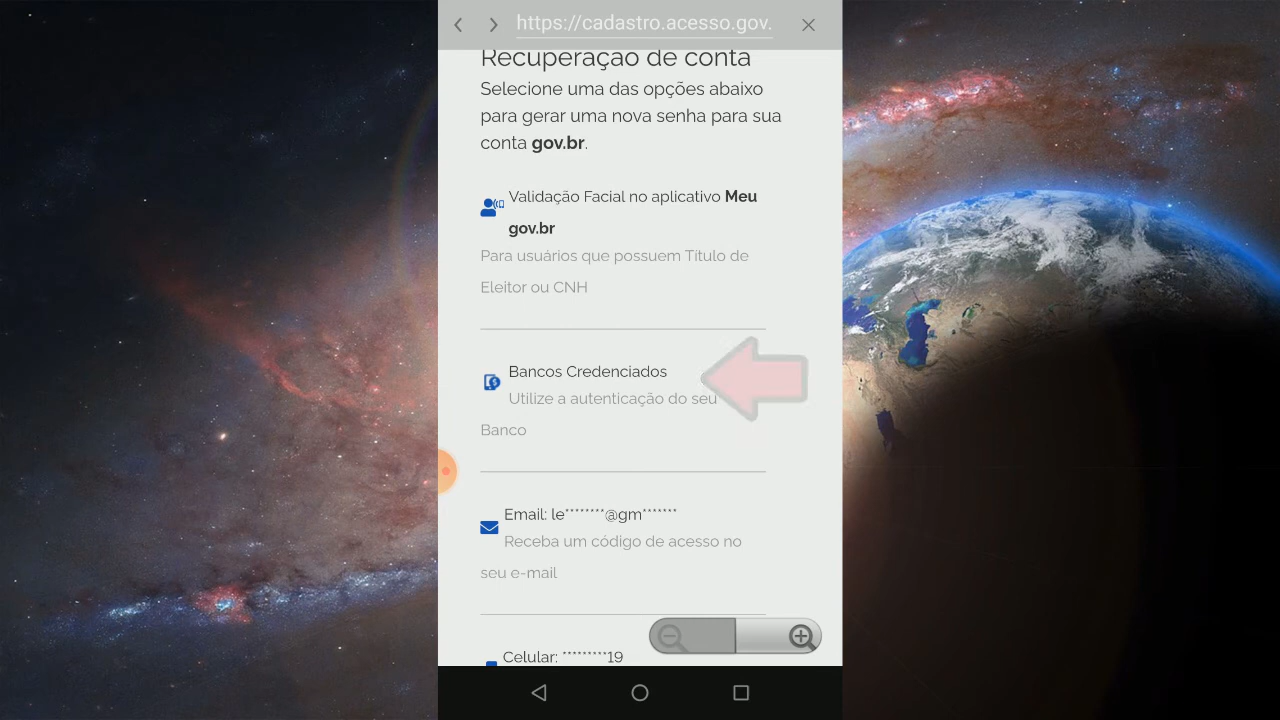 https://cadastro.acesso.gov.
Recuperação de conta
Selecione uma das opções abaixo
para gerar uma nova senha para sua
conta gov.br.
Validação Facial no aplicativo Meu
gov.br
Para usuários que possuem Título de
Eleitor ou CNH
Bancos Credenciados
Utilize a autenticação do seu
Banco
Email: le********@gm*******
Receba um código de acesso no
seu e-mail
Celular: *********19